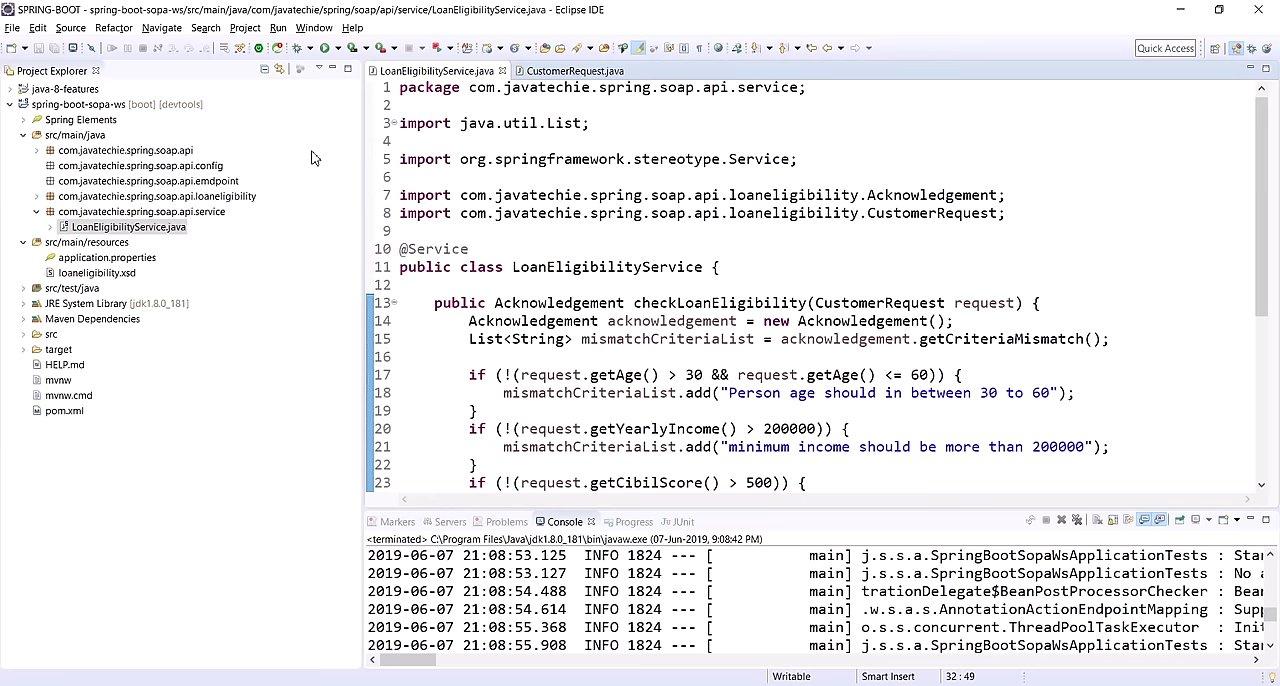 SPRING-BOOT - spring-boot-sopa-ws/src/main/java/com/javatechie/spring/soap/api/service/LoanEligibilityService.java - Eclipse IDE
File Edit Source Refactor Navigate Search Project Run Window Help
Quick Access
Project Explorer
java-8-features
spring-boot-sopa-ws [boot] [devtools]
Spring Elements
src/main/java
com.javatechie.spring.soap.api
com.javatechie.spring.soap.api.config
com.javatechie.spring.soap.api.emdpoint
com.javatechie.spring.soap.api.loaneligibility
com.javatechie.spring.soap.api.service
LoanEligibilityService.java
src/main/resources
application.properties
loaneligibility.xsd
src/test/java
JRE System Library [jdk1.8.0_181]
Maven Dependencies
src
target
HELP.md
mvnw
mvnw.cmd
pom.xml
LoanEligibilityService.java CustomerRequest.java
1 package com.javatechie.spring.soap.api.service;
2
3 import java.util.List;
4
5 import org.springframework.stereotype.Service;
6
7 import com.javatechie.spring.soap.api.loaneligibility.Acknowledgement;
8 import com.javatechie.spring.soap.api.loaneligibility.CustomerRequest;
9
10 @Service
11 public class LoanEligibilityService {
12
13 public Acknowledgement checkLoanEligibility(CustomerRequest request) {
14 Acknowledgement acknowledgement = new Acknowledgement();
15 List<String> mismatchCriteriaList = acknowledgement.getCriteriaMismatch();
16
17 if (!(request.getAge() > 30 && request.getAge() <= 60)) {
18 mismatchCriteriaList.add("Person age should in between 30 to 60");
19 }
20 if (!(request.getYearlyIncome() > 200000)) {
21 mismatchCriteriaList.add("minimum income should be more than 200000");
22 }
23 if (!(request.getCibilScore() > 500)) {
Markers Servers Problems Console Progress JUnit
<terminated> C:\Program Files\Java\jdk1.8.0_181\bin\javaw.exe (07-Jun-2019, 9:08:42 PM)
2019-06-07 21:08:53.125 INFO 1824 --- [ main] j.s.s.a.SpringBootSopaWsApplicationTests : Star
2019-06-07 21:08:53.127 INFO 1824 --- [ main] j.s.s.a.SpringBootSopaWsApplicationTests : No a
2019-06-07 21:08:54.488 INFO 1824 --- [ main] trationDelegate$BeanPostProcessorChecker : Bean
2019-06-07 21:08:54.614 INFO 1824 --- [ main] .w.s.a.s.AnnotationActionEndpointMapping : Supp
2019-06-07 21:08:55.368 INFO 1824 --- [ main] o.s.s.concurrent.ThreadPoolTaskExecutor : Init
2019-06-07 21:08:55.908 INFO 1824 --- [ main] j.s.s.a.SpringBootSopaWsApplicationTests : Star
Writable Smart Insert 32 : 49